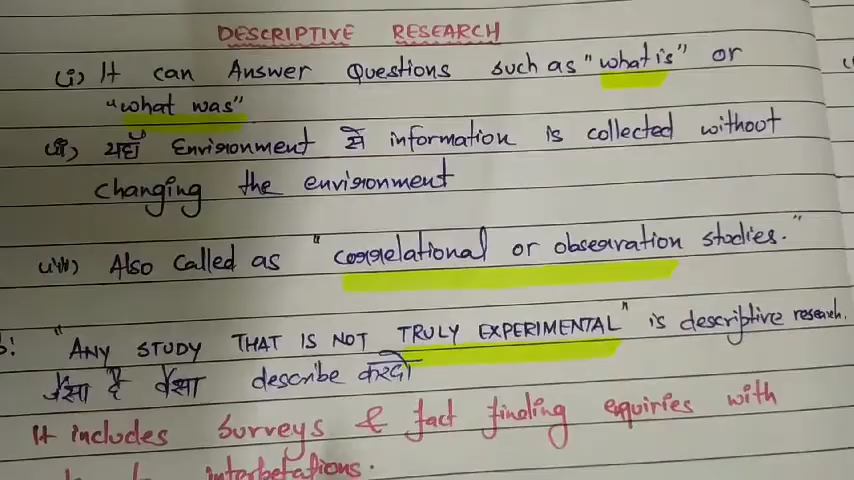 DESCRIPTIVE RESEARCH
(i) It can Answer Questions such as "what is" or
"what was"
(ii) यहाँ Environment से information is collected without
changing the environment
(iii) Also called as "correlational or observation studies."
"ANY STUDY THAT IS NOT TRULY EXPERIMENTAL" is descriptive research.
जैसा है वैसा describe करदो
It includes Surveys & fact finding equiries with
interbetations.